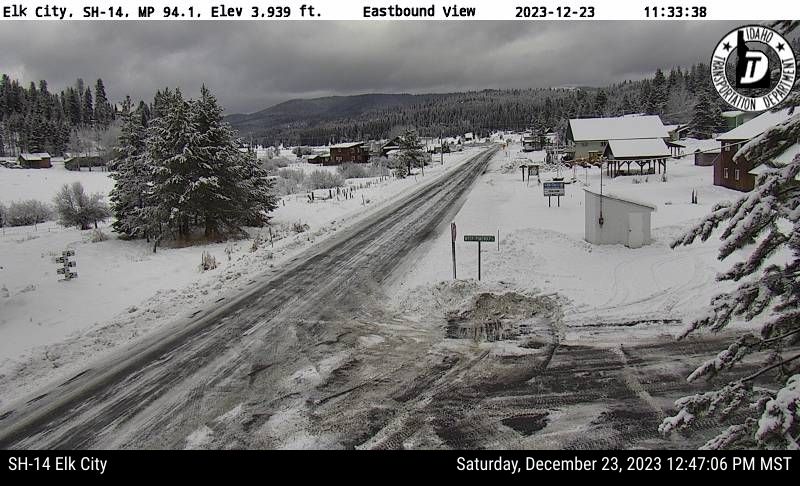 Elk City, SH-14, MP 94.1, Elev 3,939 ft. Eastbound View 2023-12-23 11:33:38
IDAHO
TRANSPORTATION DEPARTMENT
SH-14 Elk City Saturday, December 23, 2023 12:47:06 PM MST